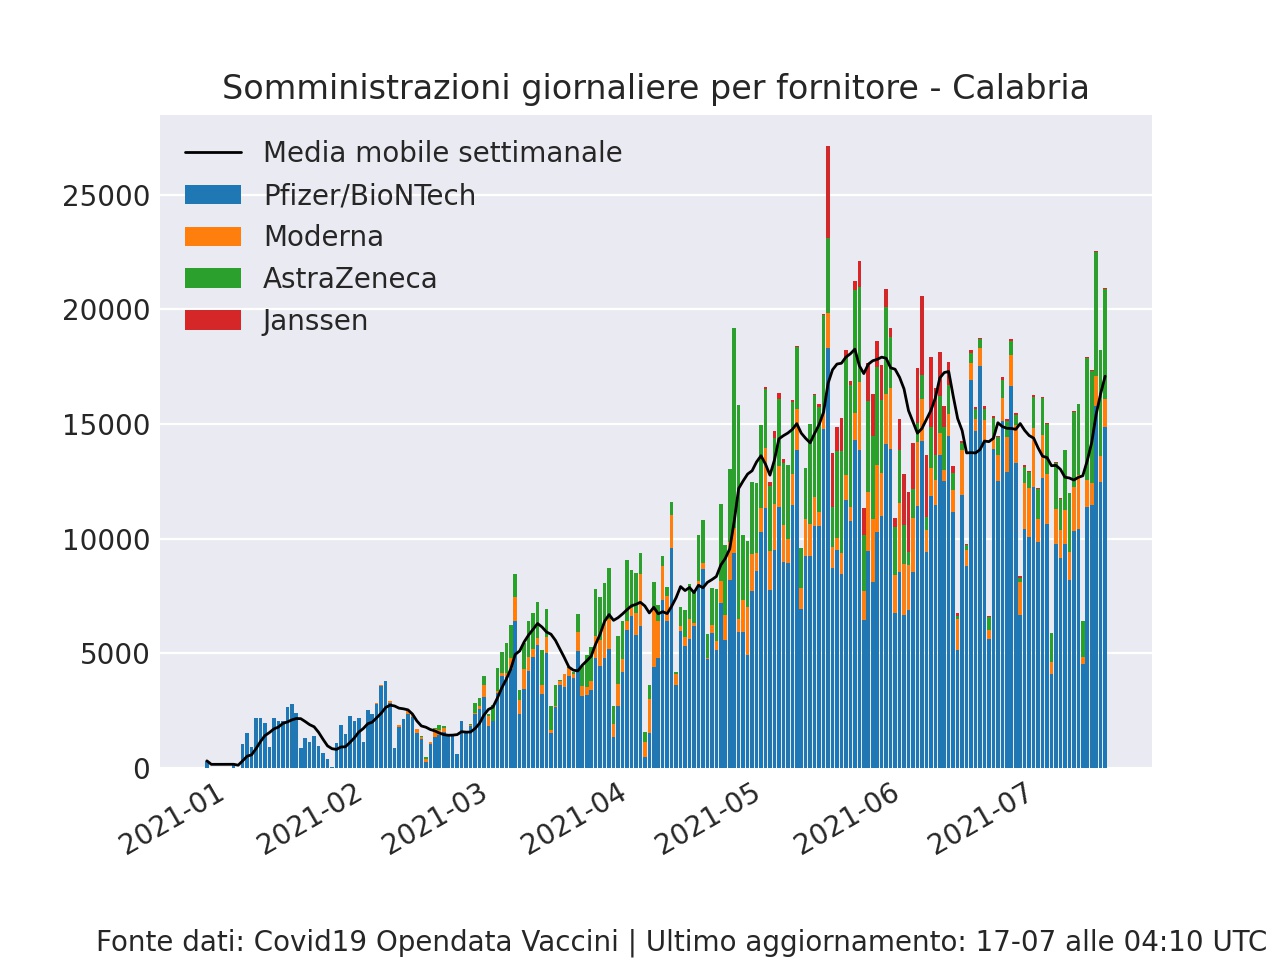 Somministrazioni giornaliere per fornitore - Calabria
Media mobile settimanale
Pfizer/BioNTech
Moderna
AstraZeneca
Janssen
25000
20000
15000
10000
5000
0
2021-01
2021-02
2021-03
2021-04
2021-05
2021-06
2021-07
Fonte dati: Covid19 Opendata Vaccini | Ultimo aggiornamento: 17-07 alle 04:10 UTC